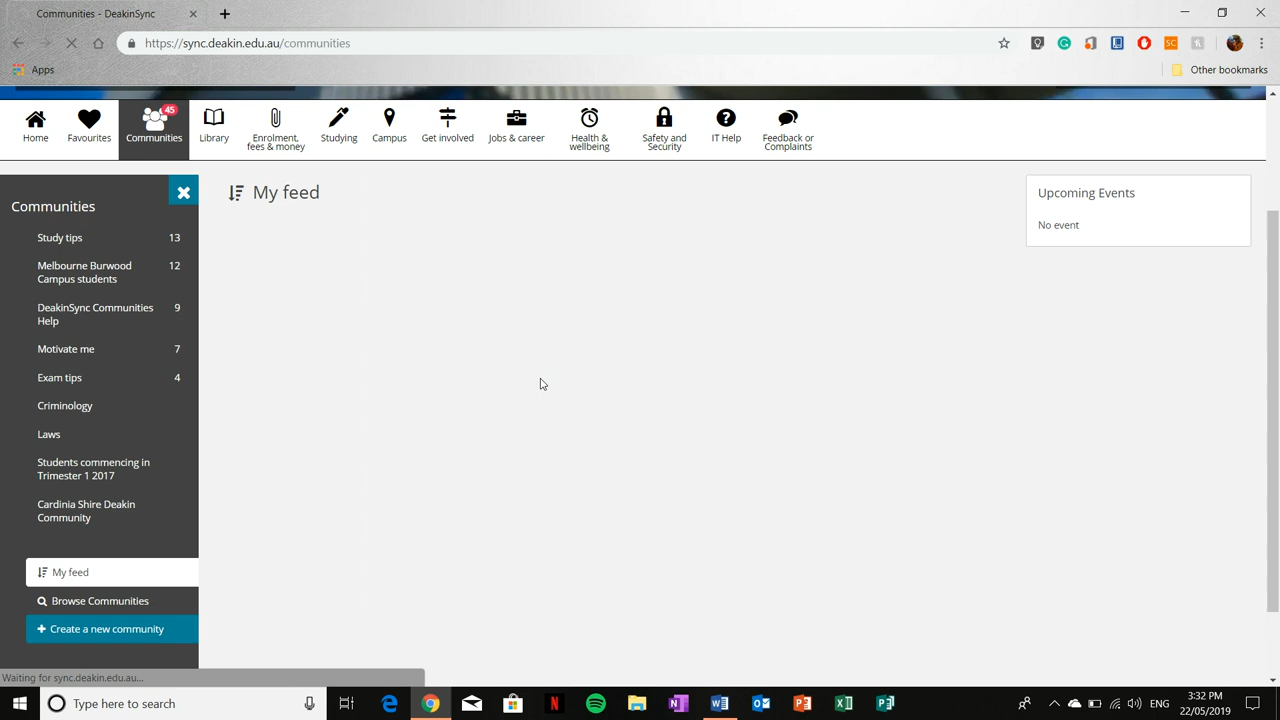 Communities - DeakinSync
https://sync.deakin.edu.au/communities
Apps
Other bookmarks
Home
Favourites
45
Communities
Library
Enrolment,
fees & money
Studying
Campus
Get involved
Jobs & career
Health &
wellbeing
Safety and
Security
IT Help
Feedback or
Complaints
Communities
Study tips 13
Melbourne Burwood 12
Campus students
DeakinSync Communities 9
Help
Motivate me 7
Exam tips 4
Criminology
Laws
Students commencing in
Trimester 1 2017
Cardinia Shire Deakin
Community
My feed
Browse Communities
Create a new community
My feed
Upcoming Events
No event
Waiting for sync.deakin.edu.au...
Type here to search
ENG
3:32 PM
22/05/2019